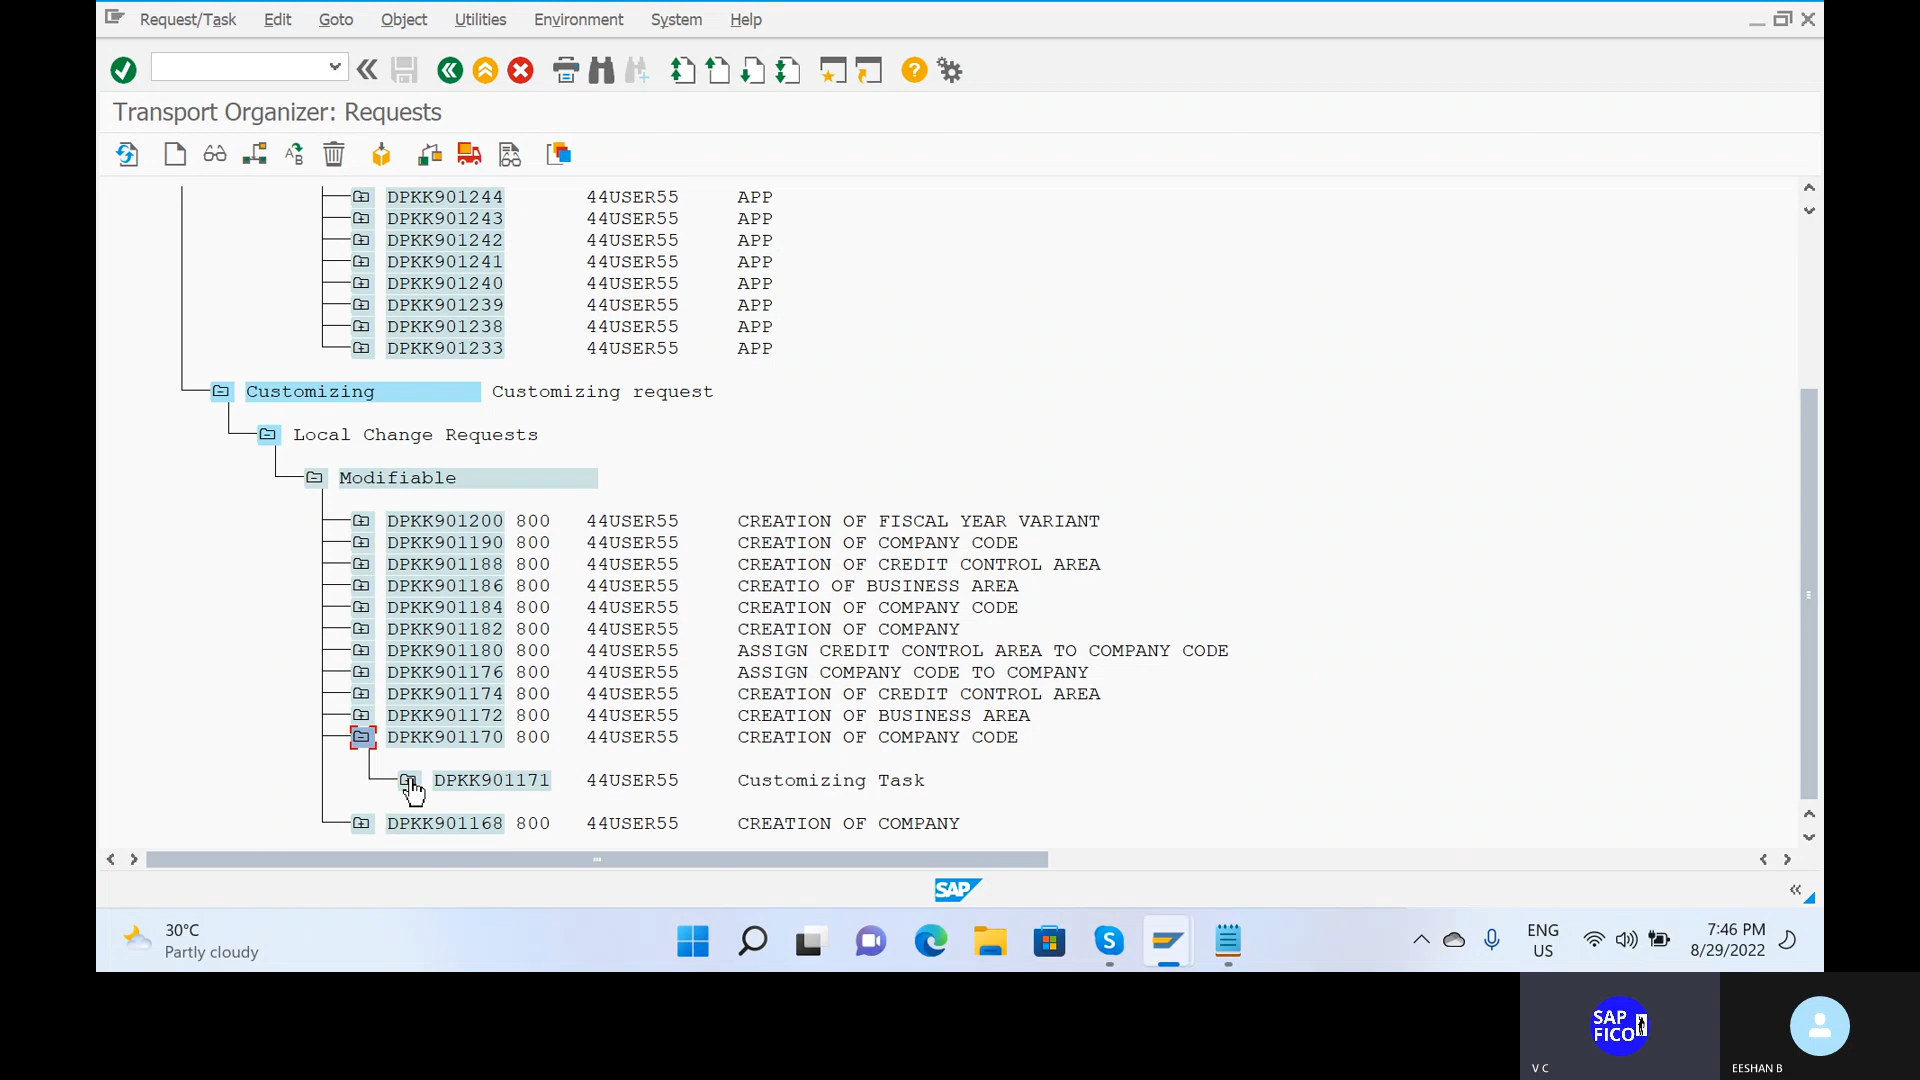 Request/Task Edit Goto Object Utilities Environment System Help
Transport Organizer: Requests
DPKK901244 44USER55 APP
DPKK901243 44USER55 APP
DPKK901242 44USER55 APP
DPKK901241 44USER55 APP
DPKK901240 44USER55 APP
DPKK901239 44USER55 APP
DPKK901238 44USER55 APP
DPKK901233 44USER55 APP
Customizing Customizing request
Local Change Requests
Modifiable
DPKK901200 800 44USER55 CREATION OF FISCAL YEAR VARIANT
DPKK901190 800 44USER55 CREATION OF COMPANY CODE
DPKK901188 800 44USER55 CREATION OF CREDIT CONTROL AREA
DPKK901186 800 44USER55 CREATIO OF BUSINESS AREA
DPKK901184 800 44USER55 CREATION OF COMPANY CODE
DPKK901182 800 44USER55 CREATION OF COMPANY
DPKK901180 800 44USER55 ASSIGN CREDIT CONTROL AREA TO COMPANY CODE
DPKK901176 800 44USER55 ASSIGN COMPANY CODE TO COMPANY
DPKK901174 800 44USER55 CREATION OF CREDIT CONTROL AREA
DPKK901172 800 44USER55 CREATION OF BUSINESS AREA
DPKK901170 800 44USER55 CREATION OF COMPANY CODE
DPKK901171 44USER55 Customizing Task
DPKK901168 800 44USER55 CREATION OF COMPANY
SAP
30°C
Partly cloudy
ENG
US
7:46 PM
8/29/2022
SAP
FICO
V C
EESHAN B